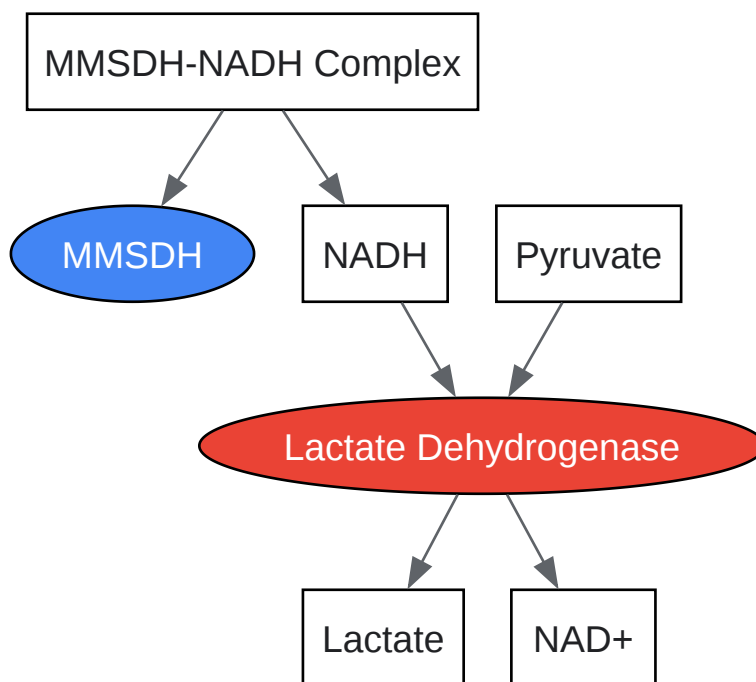 MMSDH-NADH Complex
MMSDH
NADH
Pyruvate
Lactate Dehydrogenase
Lactate
NAD+